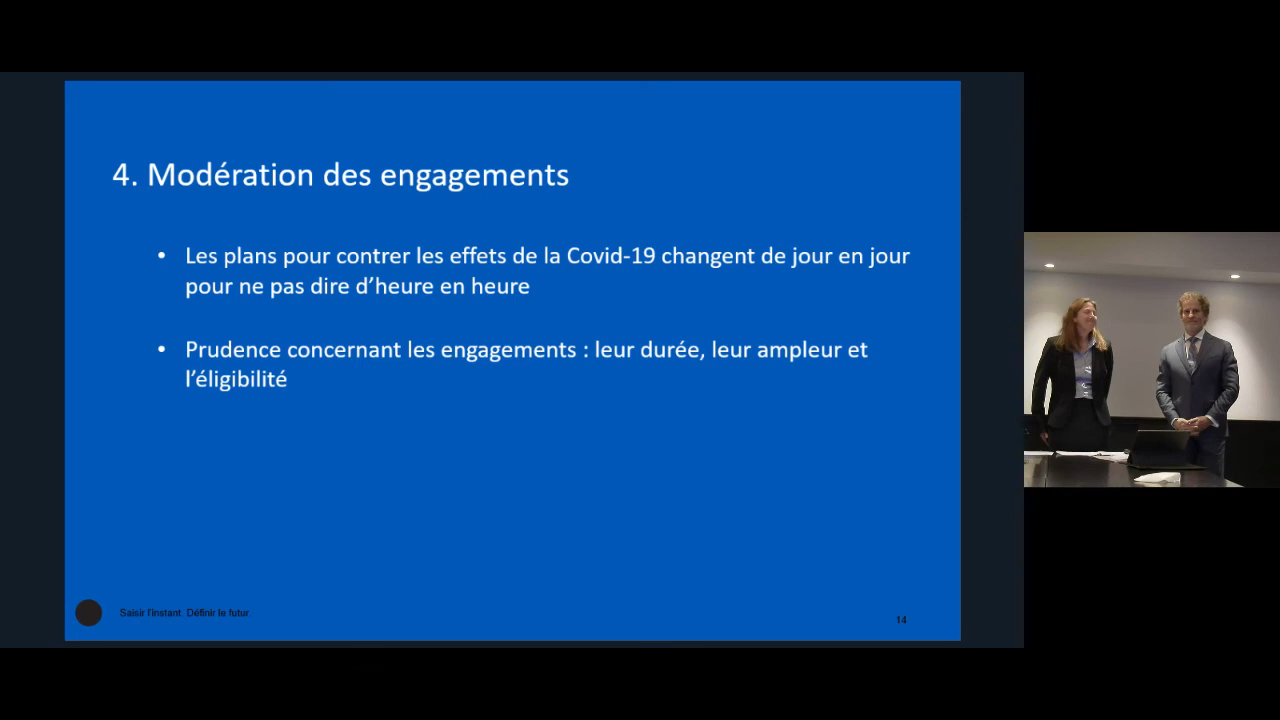 4. Modération des engagements
• Les plans pour contrer les effets de la Covid-19 changent de jour en jour
pour ne pas dire d’heure en heure
• Prudence concernant les engagements : leur durée, leur ampleur et
l’éligibilité
Saisir l'instant. Définir le futur.
14